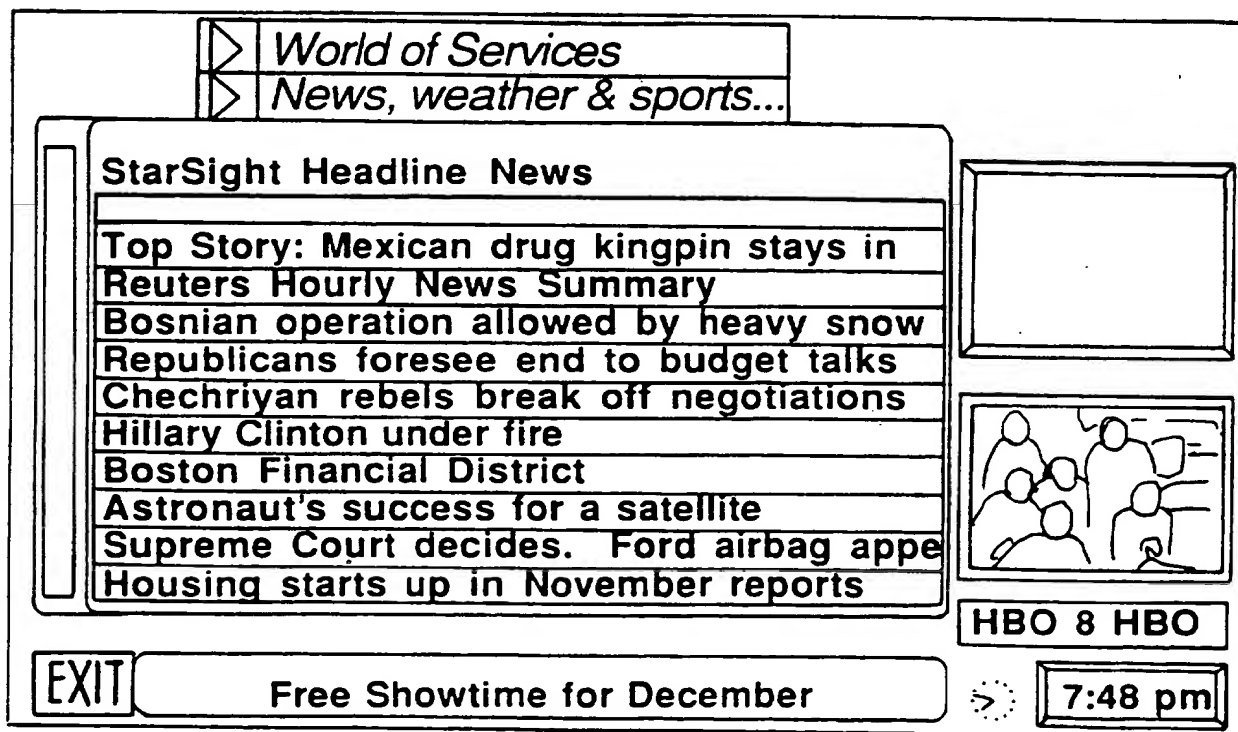 World of Services
News, weather & sports...
StarSight Headline News
Top Story: Mexican drug kingpin stays in
Reuters Hourly News Summary
Bosnian operation allowed by heavy snow
Republicans foresee end to budget talks
Chechriyan rebels break off negotiations
Hillary Clinton under fire
Boston Financial District
Astronaut's success for a satellite
Supreme Court decides. Ford airbag appe
Housing starts up in November reports
HBO 8 HBO
EXIT
Free Showtime for December
7:48 pm